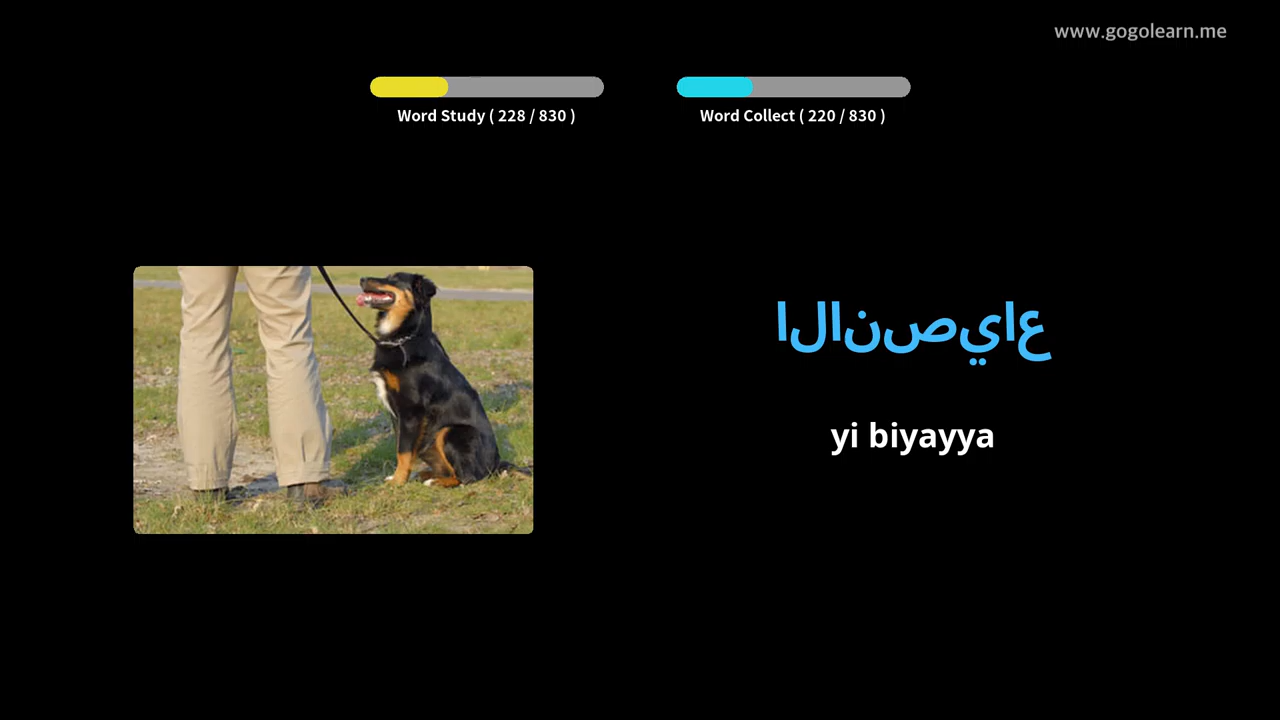 www.gogolearn.me
Word Study ( 228 / 830 )
Word Collect ( 220 / 830 )
الانصياع
yi biyayya